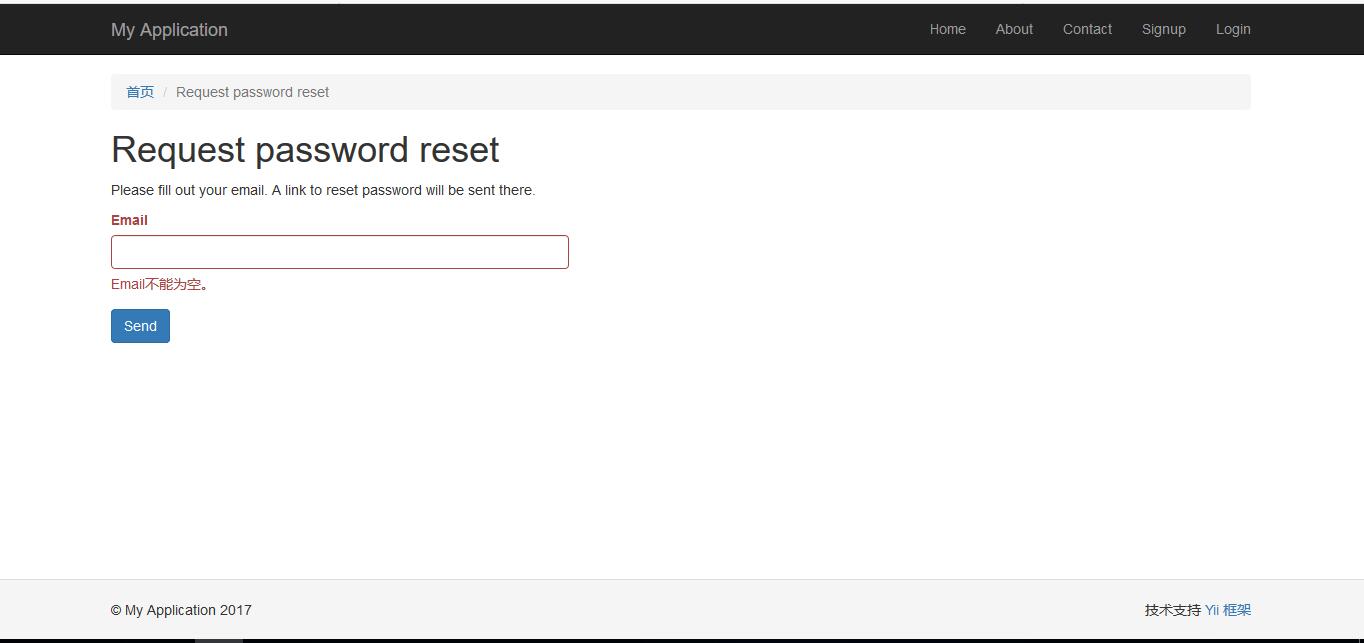 My Application Home About Contact Signup Login
首页 / Request password reset
Request password reset
Please fill out your email. A link to reset password will be sent there.
Email
Email不能为空。
Send
© My Application 2017 技术支持 Yii 框架